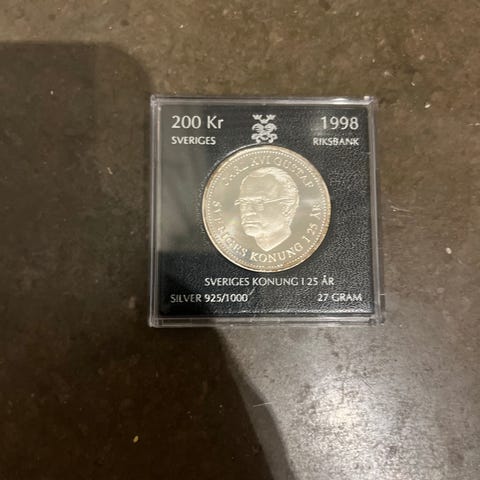 200 Kr 1998
SVERIGES RIKSBANK
CARL XVI GUSTAF
SVERIGES KONUNG I 25 ÅR
SVERIGES KONUNG I 25 ÅR
SILVER 925/1000 27 GRAM